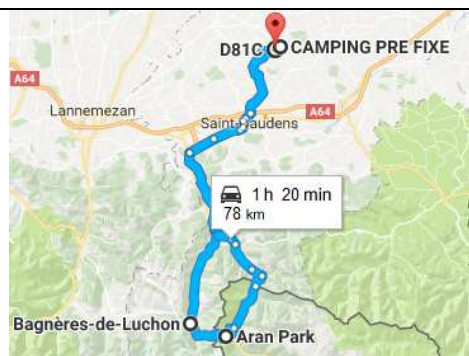 D81C CAMPING PRE FIXE
A64
Lannemezan
A64
Saint-Gaudens
1 h 20 min
78 km
Bagnères-de-Luchon
Aran Park